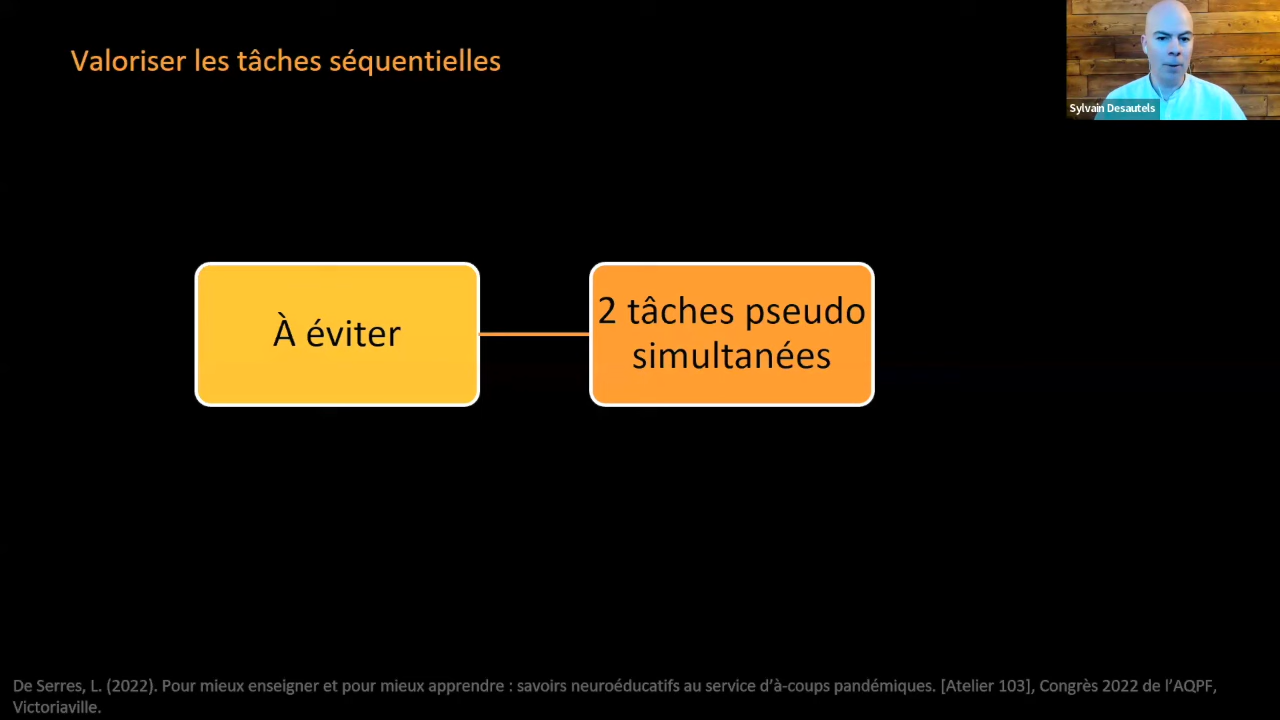 Valoriser les tâches séquentielles
Sylvain Desautels
À éviter
2 tâches pseudo
simultanées
De Serres, L. (2022). Pour mieux enseigner et pour mieux apprendre : savoirs neuroéducatifs au service d’à-coups pandémiques. [Atelier 103], Congrès 2022 de l’AQPF,
Victoriaville.